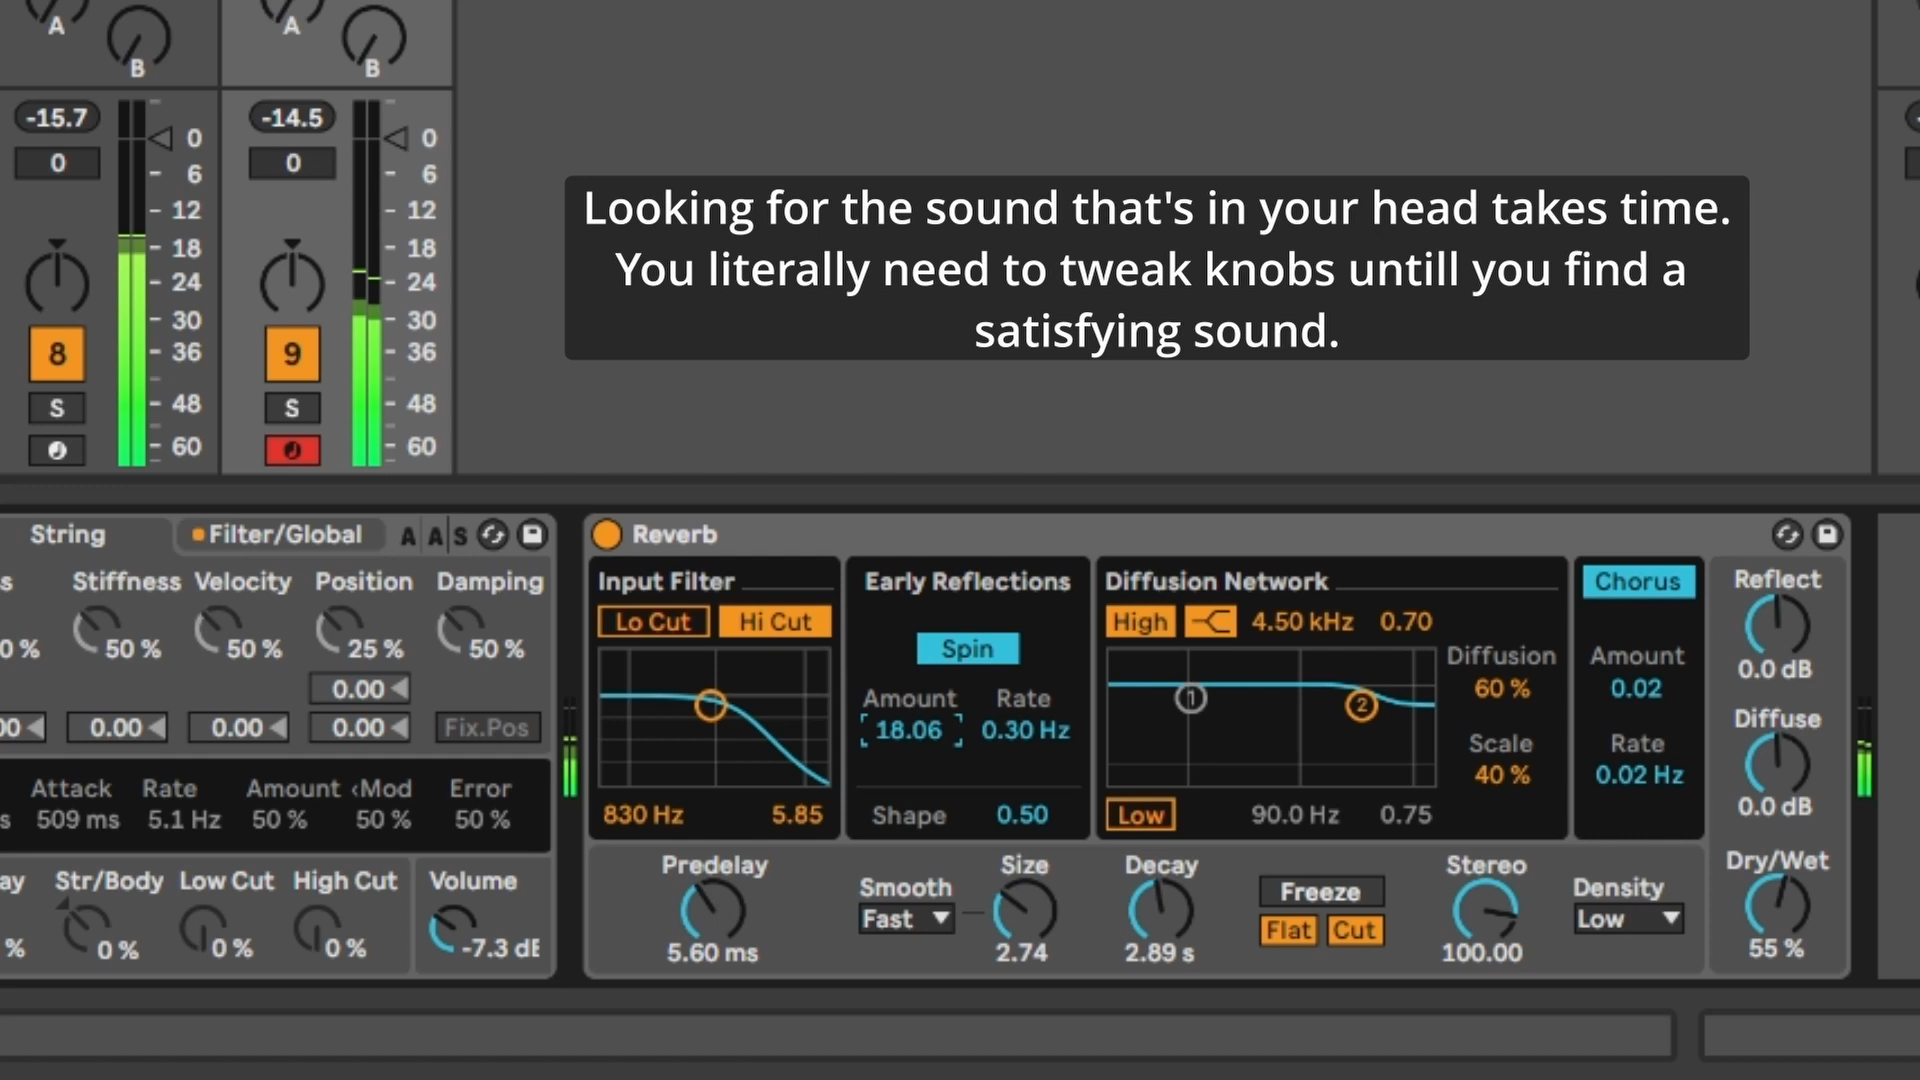 A
A
B
B
-15.7
0
-14.5
0
0
6
12
18
24
30
36
48
60
0
6
12
18
24
30
36
48
60
8
9
S
S
Looking for the sound that's in your head takes time.
You literally need to tweak knobs untill you find a
satisfying sound.
String
Filter/Global
A A S
s Stiffness Velocity Position Damping
0 % 50 % 50 % 25 % 50 %
0.00
00 0.00 0.00 0.00 Fix.Pos
Attack Rate Amount ‹Mod Error
s 509 ms 5.1 Hz 50 % 50 % 50 %
ay Str/Body Low Cut High Cut Volume
% 0 % 0 % 0 % -7.3 dB
Reverb
Input Filter
Lo Cut Hi Cut
830 Hz 5.85
Early Reflections
Spin
Amount Rate
18.06 0.30 Hz
Shape 0.50
Diffusion Network
High 4.50 kHz 0.70
1
2
Low 90.0 Hz 0.75
Diffusion
60 %
Scale
40 %
Chorus
Amount
0.02
Rate
0.02 Hz
Reflect
0.0 dB
Diffuse
0.0 dB
Dry/Wet
55 %
Predelay
5.60 ms
Smooth
Fast
Size
2.74
Decay
2.89 s
Freeze
Flat Cut
Stereo
100.00
Density
Low